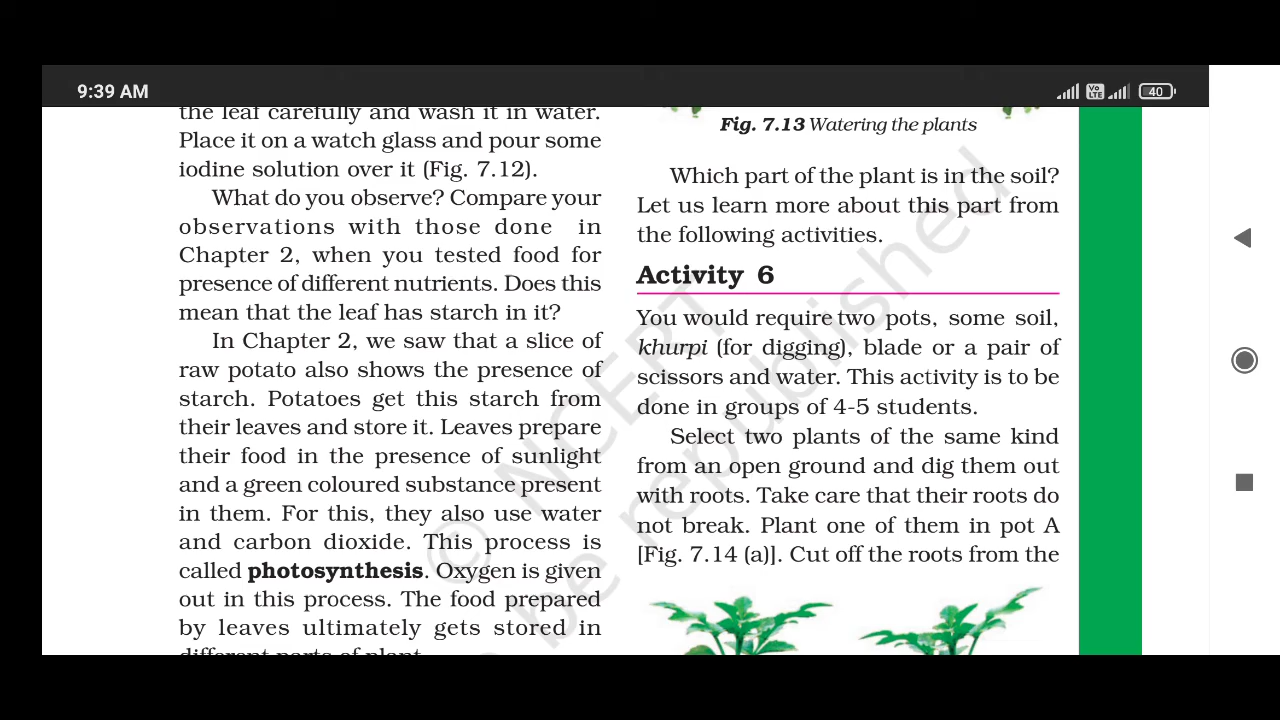 9:39 AM
Vo LTE
40
the leaf carefully and wash it in water.
Place it on a watch glass and pour some
iodine solution over it (Fig. 7.12).
What do you observe? Compare your
observations with those done in
Chapter 2, when you tested food for
presence of different nutrients. Does this
mean that the leaf has starch in it?
In Chapter 2, we saw that a slice of
raw potato also shows the presence of
starch. Potatoes get this starch from
their leaves and store it. Leaves prepare
their food in the presence of sunlight
and a green coloured substance present
in them. For this, they also use water
and carbon dioxide. This process is
called photosynthesis. Oxygen is given
out in this process. The food prepared
by leaves ultimately gets stored in
different parts of plant.
Fig. 7.13 Watering the plants
Which part of the plant is in the soil?
Let us learn more about this part from
the following activities.
Activity 6
You would require two pots, some soil,
khurpi (for digging), blade or a pair of
scissors and water. This activity is to be
done in groups of 4-5 students.
Select two plants of the same kind
from an open ground and dig them out
with roots. Take care that their roots do
not break. Plant one of them in pot A
[Fig. 7.14 (a)]. Cut off the roots from the
© NCERT
be republished